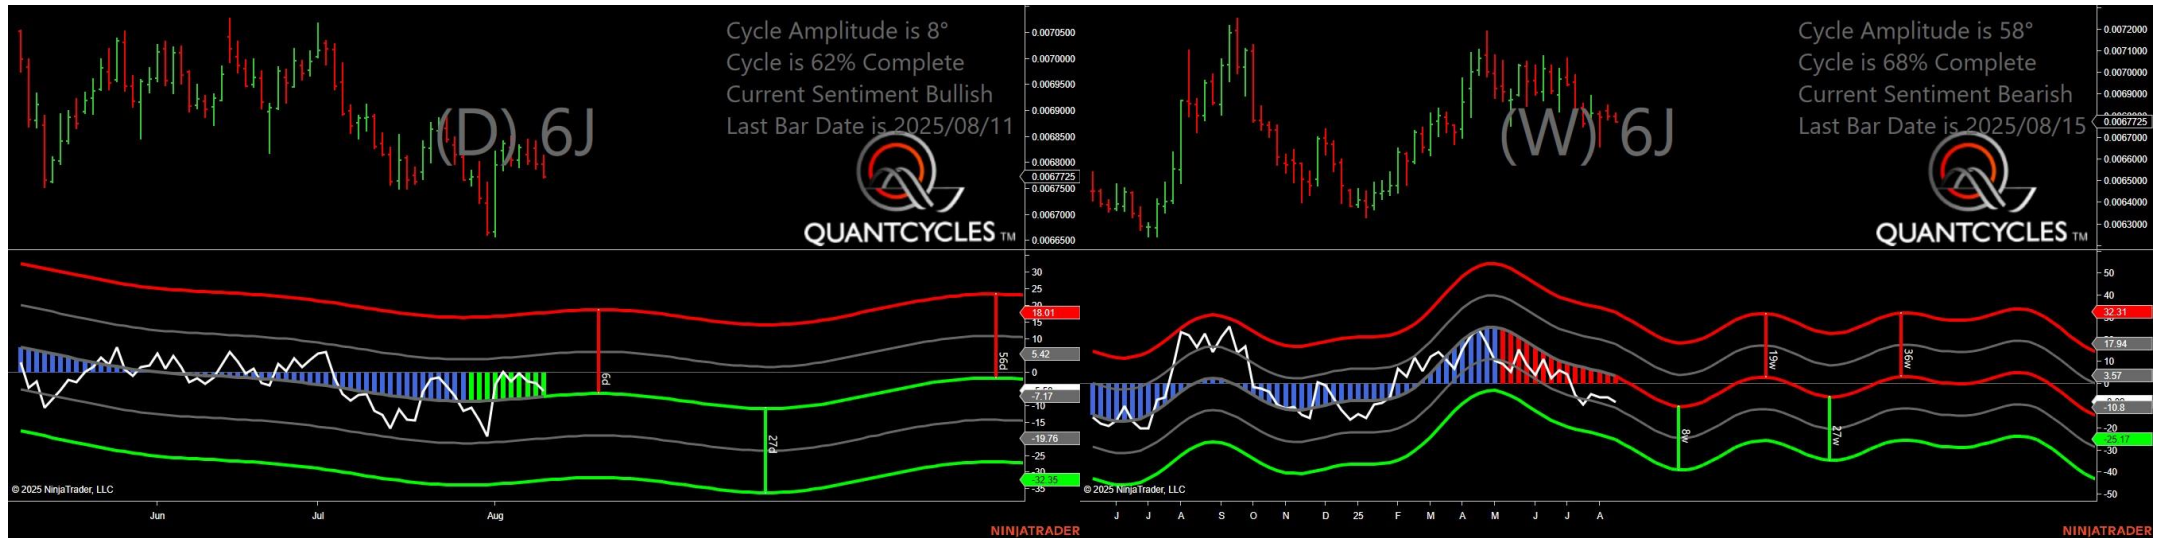 Cycle Amplitude is 8°
Cycle is 62% Complete
Current Sentiment Bullish
Last Bar Date is 2025/08/11
(D) 6J
QUANTCYCLES TM
0.0070500
0.0070000
0.0069500
0.0069000
0.0068500
0.0068000
0.0067725
0.0067500
0.0067000
0.0066500
30
25
20
18.01
15
10
5.42
0
-7.17
-10
-15
-19.76
-25
-30
-32.35
-35
6d
27d
56d
© 2025 NinjaTrader, LLC
Jun
Jul
Aug
NINJATRADER
Cycle Amplitude is 58°
Cycle is 68% Complete
Current Sentiment Bearish
Last Bar Date is 2025/08/15
(W) 6J
QUANTCYCLES TM
0.0072000
0.0071000
0.0070000
0.0069000
0.0067725
0.0067000
0.0066000
0.0065000
0.0064000
0.0063000
50
40
32.31
17.94
10
3.57
0
-10.8
-20
-25.17
-30
-40
-50
8w
19w
27w
36w
© 2025 NinjaTrader, LLC
J
J
A
S
O
N
D
25
F
M
A
M
J
J
A
NINJATRADER